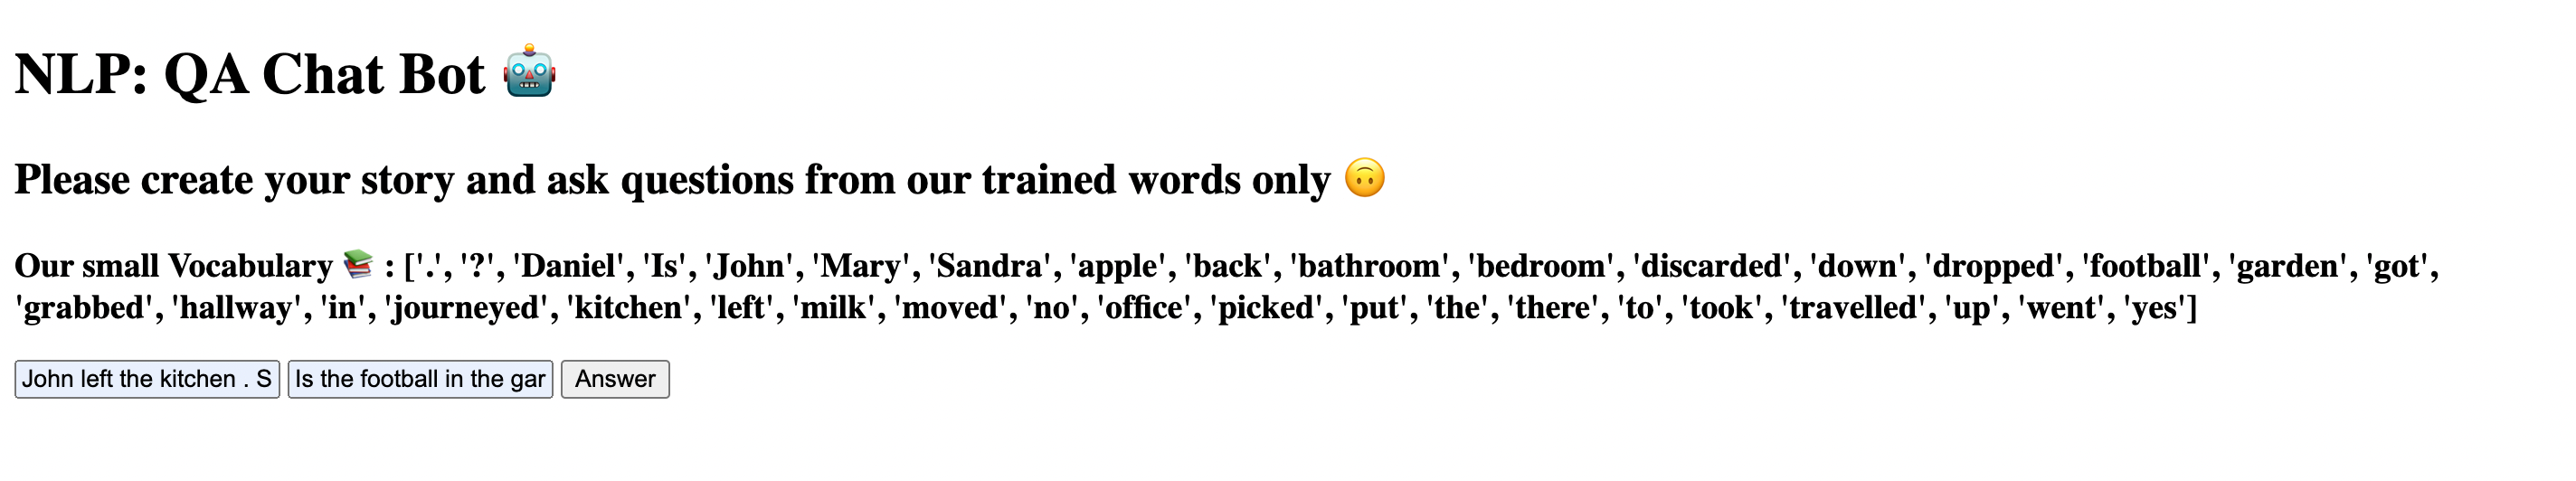 NLP: QA Chat Bot 🤖
Please create your story and ask questions from our trained words only 🙃
Our small Vocabulary 📚 : ['.', '?', 'Daniel', 'Is', 'John', 'Mary', 'Sandra', 'apple', 'back', 'bathroom', 'bedroom', 'discarded', 'down', 'dropped', 'football', 'garden', 'got',
'grabbed', 'hallway', 'in', 'journeyed', 'kitchen', 'left', 'milk', 'moved', 'no', 'office', 'picked', 'put', 'the', 'there', 'to', 'took', 'travelled', 'up', 'went', 'yes']
John left the kitchen . S Is the football in the gar Answer